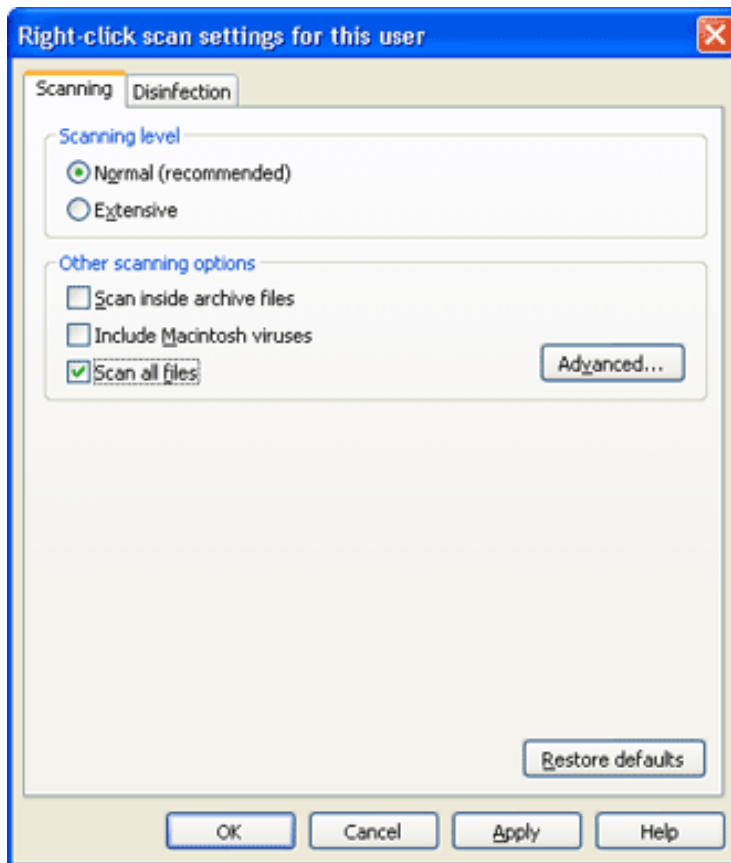 Right-click scan settings for this user
Scanning Disinfection
Scanning level
Normal (recommended)
Extensive
Other scanning options
Scan inside archive files
Include Macintosh viruses
Scan all files
Advanced...
Restore defaults
OK Cancel Apply Help